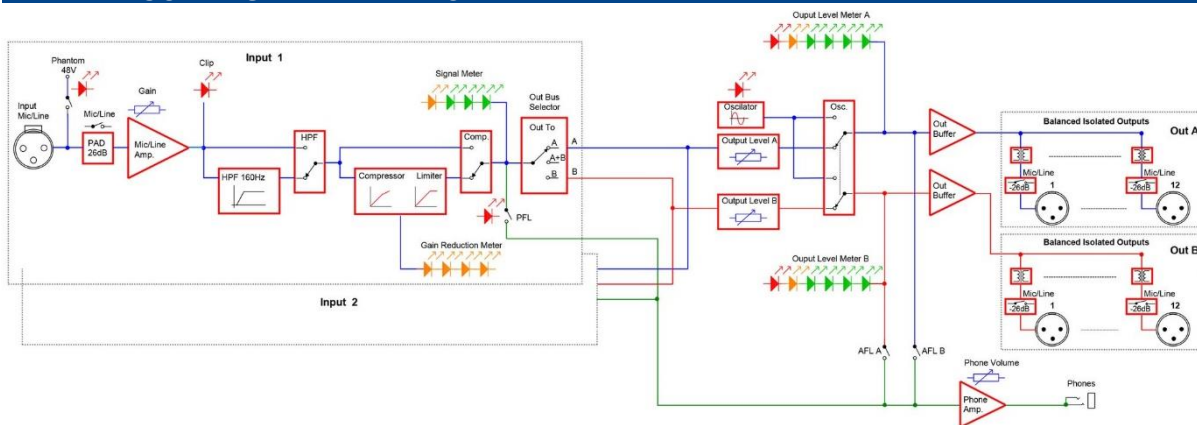 Ouput Level Meter A
Input 1
Phantom
48V
Clip
Gain
Signal Meter
Out Bus
Selector
Input
Mic/Line
Mic/Line
PAD
26dB
Mic/Line
Amp.
HPF
HPF 160Hz
Comp.
Compressor
Limiter
Out To
A
A+B
B
A
B
PFL
Gain Reduction Meter
Input 2
Oscilator
Osc.
Output Level A
Output Level B
Out
Buffer
Out
Buffer
Balanced Isolated Outputs
Out A
Mic/Line
-26dB
1
Mic/Line
-26dB
12
Balanced Isolated Outputs
Out B
Mic/Line
-26dB
1
Mic/Line
-26dB
12
Ouput Level Meter B
AFL A
AFL B
Phone Volume
Phone
Amp.
Phones